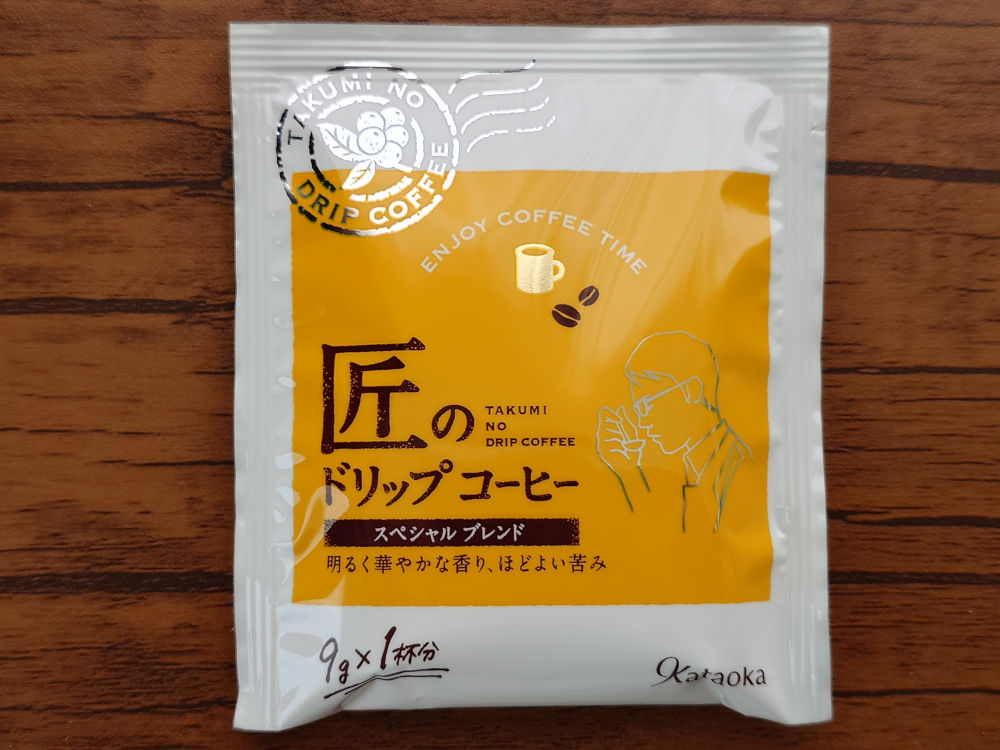 TAKUMI NO
DRIP COFFEE
ENJOY COFFEE TIME
匠の
TAKUMI
NO
DRIP COFFEE
ドリップ コーヒー
スペシャル ブレンド
明るく華やかな香り、ほどよい苦み
9g×1杯分
Kataoka